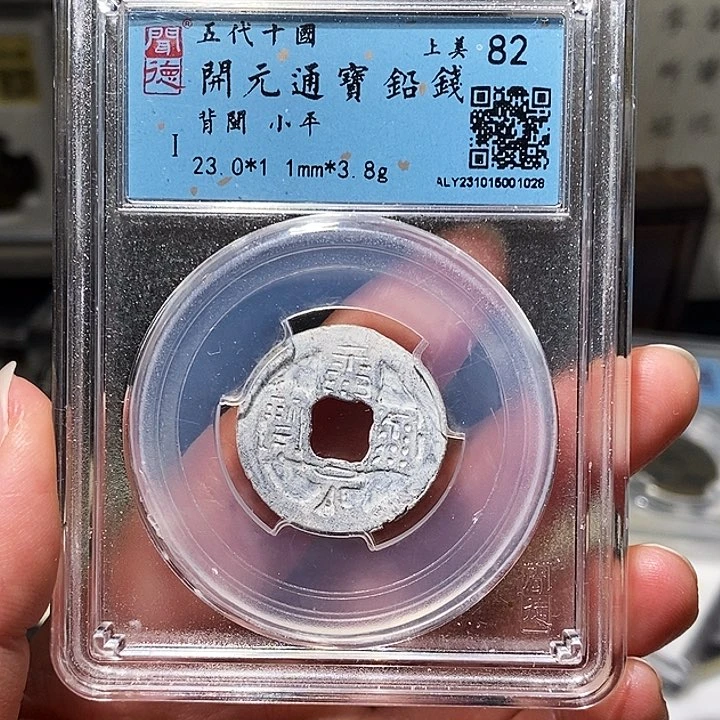 聞德®
五代十國
上美 82
開元通寶鉛錢
背閩 小平
I
23.0*1.1mm*3.8g
ALY231015001028
開元通寶